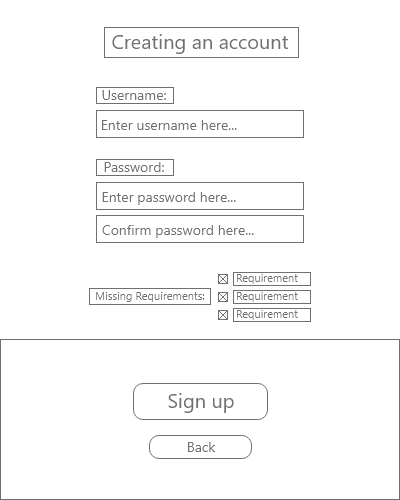 Creating an account
Username:
Enter username here...
Password:
Enter password here...
Confirm password here...
Requirement
Missing Requirements:
Requirement
Requirement
Sign up
Back